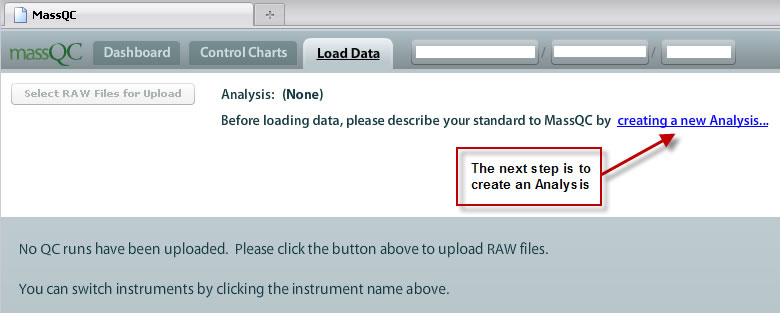 MassQC
massQC Dashboard Control Charts Load Data / /
Select RAW Files for Upload
Analysis: (None)
Before loading data, please describe your standard to MassQC by creating a new Analysis...
The next step is to
create an Analysis
No QC runs have been uploaded. Please click the button above to upload RAW files.
You can switch instruments by clicking the instrument name above.